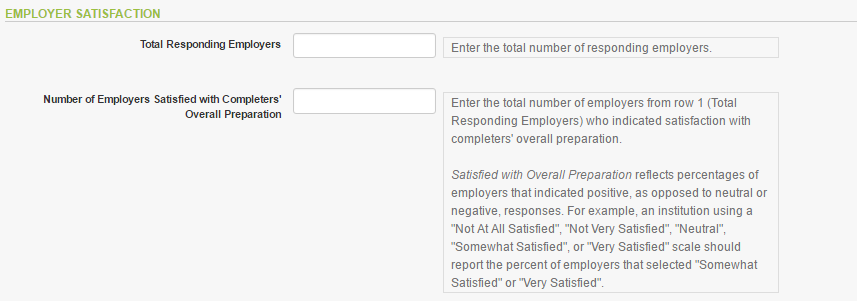 EMPLOYER SATISFACTION
Total Responding Employers
Enter the total number of responding employers.
Number of Employers Satisfied with Completers'
Overall Preparation
Enter the total number of employers from row 1 (Total
Responding Employers) who indicated satisfaction with
completers' overall preparation.
Satisfied with Overall Preparation reflects percentages of
employers that indicated positive, as opposed to neutral or
negative, responses. For example, an institution using a
"Not At All Satisfied", "Not Very Satisfied", "Neutral",
"Somewhat Satisfied", or "Very Satisfied" scale should
report the percent of employers that selected "Somewhat
Satisfied" or "Very Satisfied".